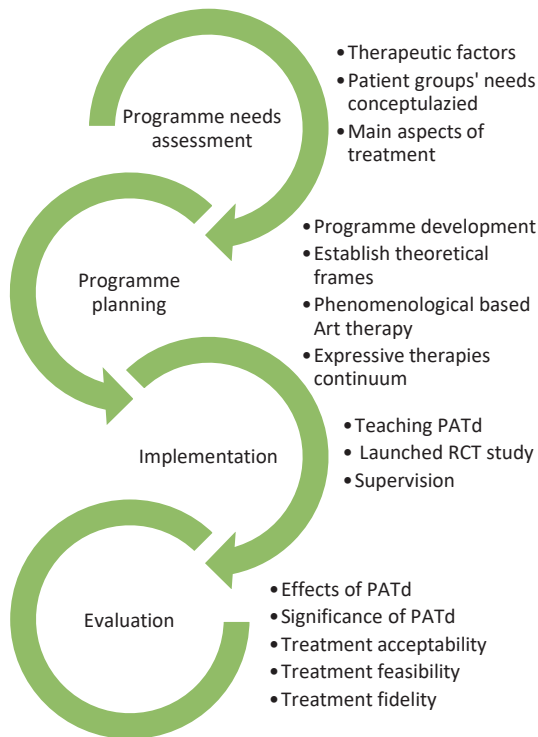 Programme needs
assessment
•Therapeutic factors
•Patient groups' needs
conceptulazied
•Main aspects of
treatment
Programme
planning
•Programme development
•Establish theoretical
frames
•Phenomenological based
Art therapy
•Expressive therapies
continuum
Implementation
•Teaching PATd
• Launched RCT study
•Supervision
Evaluation
•Effects of PATd
•Significance of PATd
•Treatment acceptability
•Treatment feasibility
•Treatment fidelity